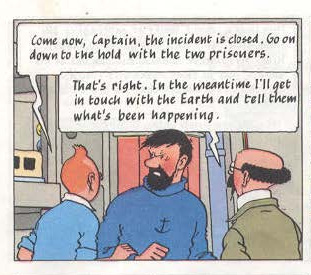 Come now, Captain, the incident is closed. Go on
down to the hold with the two prisoners.
That's right. In the meantime I'll get
in touch with the Earth and tell them
what's been happening.